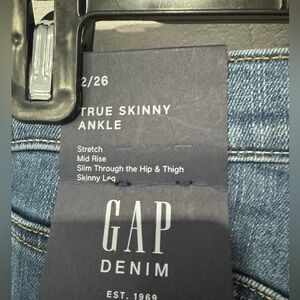 2/26
TRUE SKINNY
ANKLE
Stretch
Mid Rise
Slim Through the Hip & Thigh
Skinny Leg
GAP
DENIM
EST. 1969